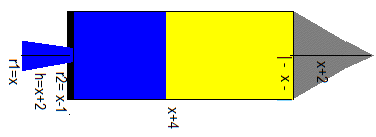 r1=x
h=x+2
r2= x-1
x+4
| - x -
x+2